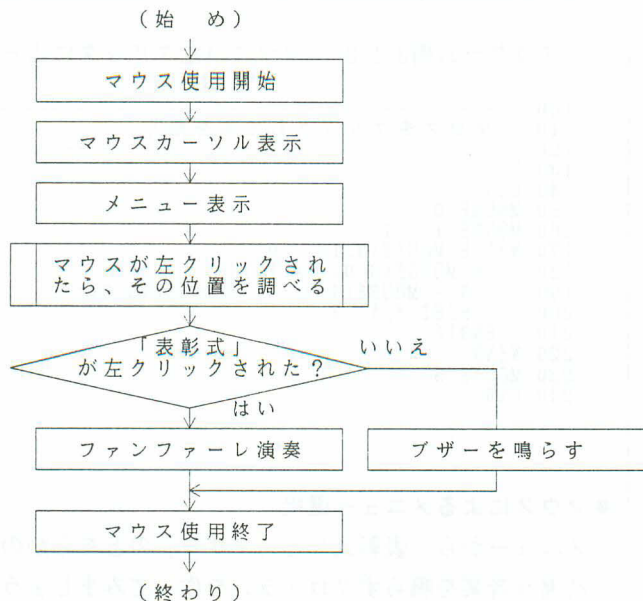 (始 め)
マウス使用開始
マウスカーソル表示
メニュー表示
マウスが左クリックされ
たら、その位置を調べる
「表彰式」
が左クリックされた?
いいえ
はい
ファンファーレ演奏
ブザーを鳴らす
マウス使用終了
(終わり)